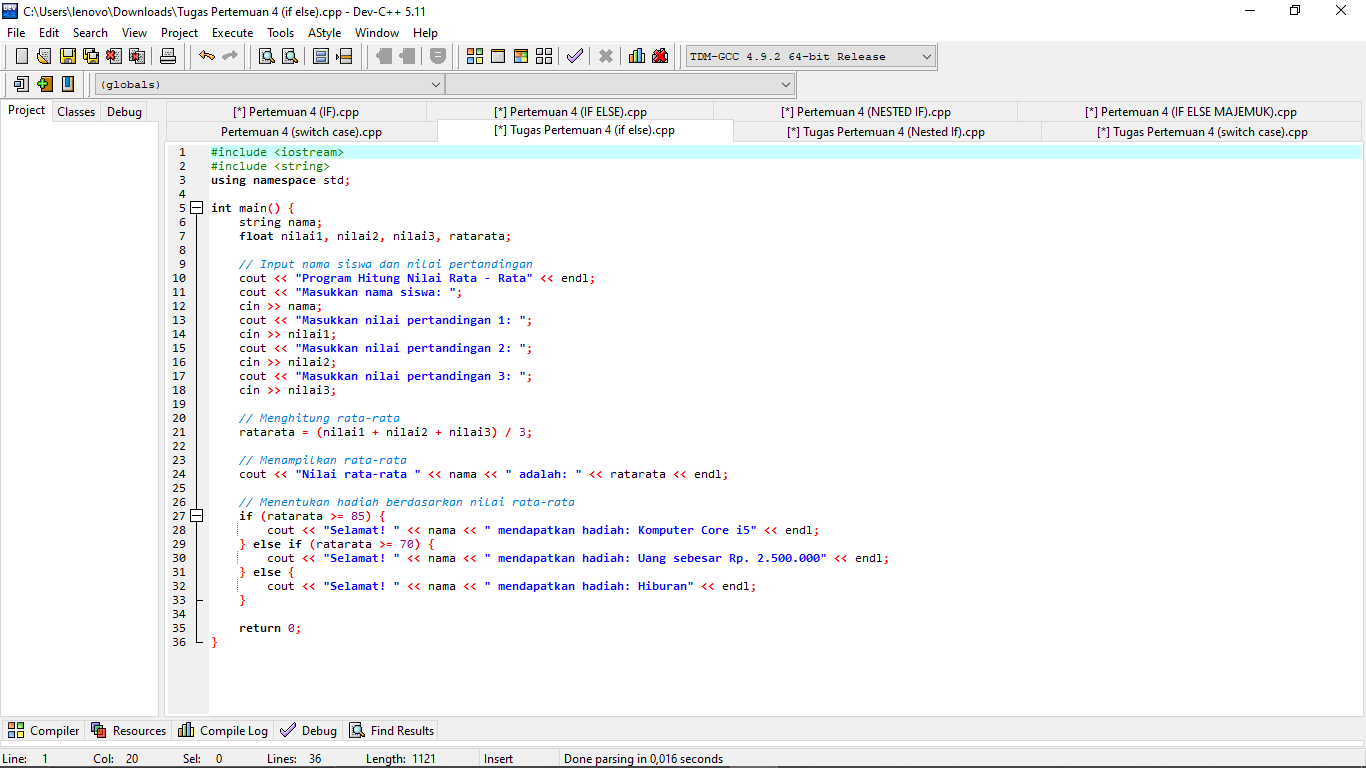 C:\Users\lenovo\Downloads\Tugas Pertemuan 4 (if else).cpp - Dev-C++ 5.11
File Edit Search View Project Execute Tools AStyle Window Help
TDM-GCC 4.9.2 64-bit Release
(globals)
Project Classes Debug
[*] Pertemuan 4 (IF).cpp [*] Pertemuan 4 (IF ELSE).cpp [*] Pertemuan 4 (NESTED IF).cpp [*] Pertemuan 4 (IF ELSE MAJEMUK).cpp
Pertemuan 4 (switch case).cpp [*] Tugas Pertemuan 4 (if else).cpp [*] Tugas Pertemuan 4 (Nested If).cpp [*] Tugas Pertemuan 4 (switch case).cpp
1 #include <iostream>
2 #include <string>
3 using namespace std;
4
5 int main() {
6 string nama;
7 float nilai1, nilai2, nilai3, ratarata;
8
9 // Input nama siswa dan nilai pertandingan
10 cout << "Program Hitung Nilai Rata - Rata" << endl;
11 cout << "Masukkan nama siswa: ";
12 cin >> nama;
13 cout << "Masukkan nilai pertandingan 1: ";
14 cin >> nilai1;
15 cout << "Masukkan nilai pertandingan 2: ";
16 cin >> nilai2;
17 cout << "Masukkan nilai pertandingan 3: ";
18 cin >> nilai3;
19
20 // Menghitung rata-rata
21 ratarata = (nilai1 + nilai2 + nilai3) / 3;
22
23 // Menampilkan rata-rata
24 cout << "Nilai rata-rata " << nama << " adalah: " << ratarata << endl;
25
26 // Menentukan hadiah berdasarkan nilai rata-rata
27 if (ratarata >= 85) {
28 cout << "Selamat! " << nama << " mendapatkan hadiah: Komputer Core i5" << endl;
29 } else if (ratarata >= 70) {
30 cout << "Selamat! " << nama << " mendapatkan hadiah: Uang sebesar Rp. 2.500.000" << endl;
31 } else {
32 cout << "Selamat! " << nama << " mendapatkan hadiah: Hiburan" << endl;
33 }
34
35 return 0;
36 }
Compiler Resources Compile Log Debug Find Results
Line: 1 Col: 20 Sel: 0 Lines: 36 Length: 1121 Insert Done parsing in 0,016 seconds